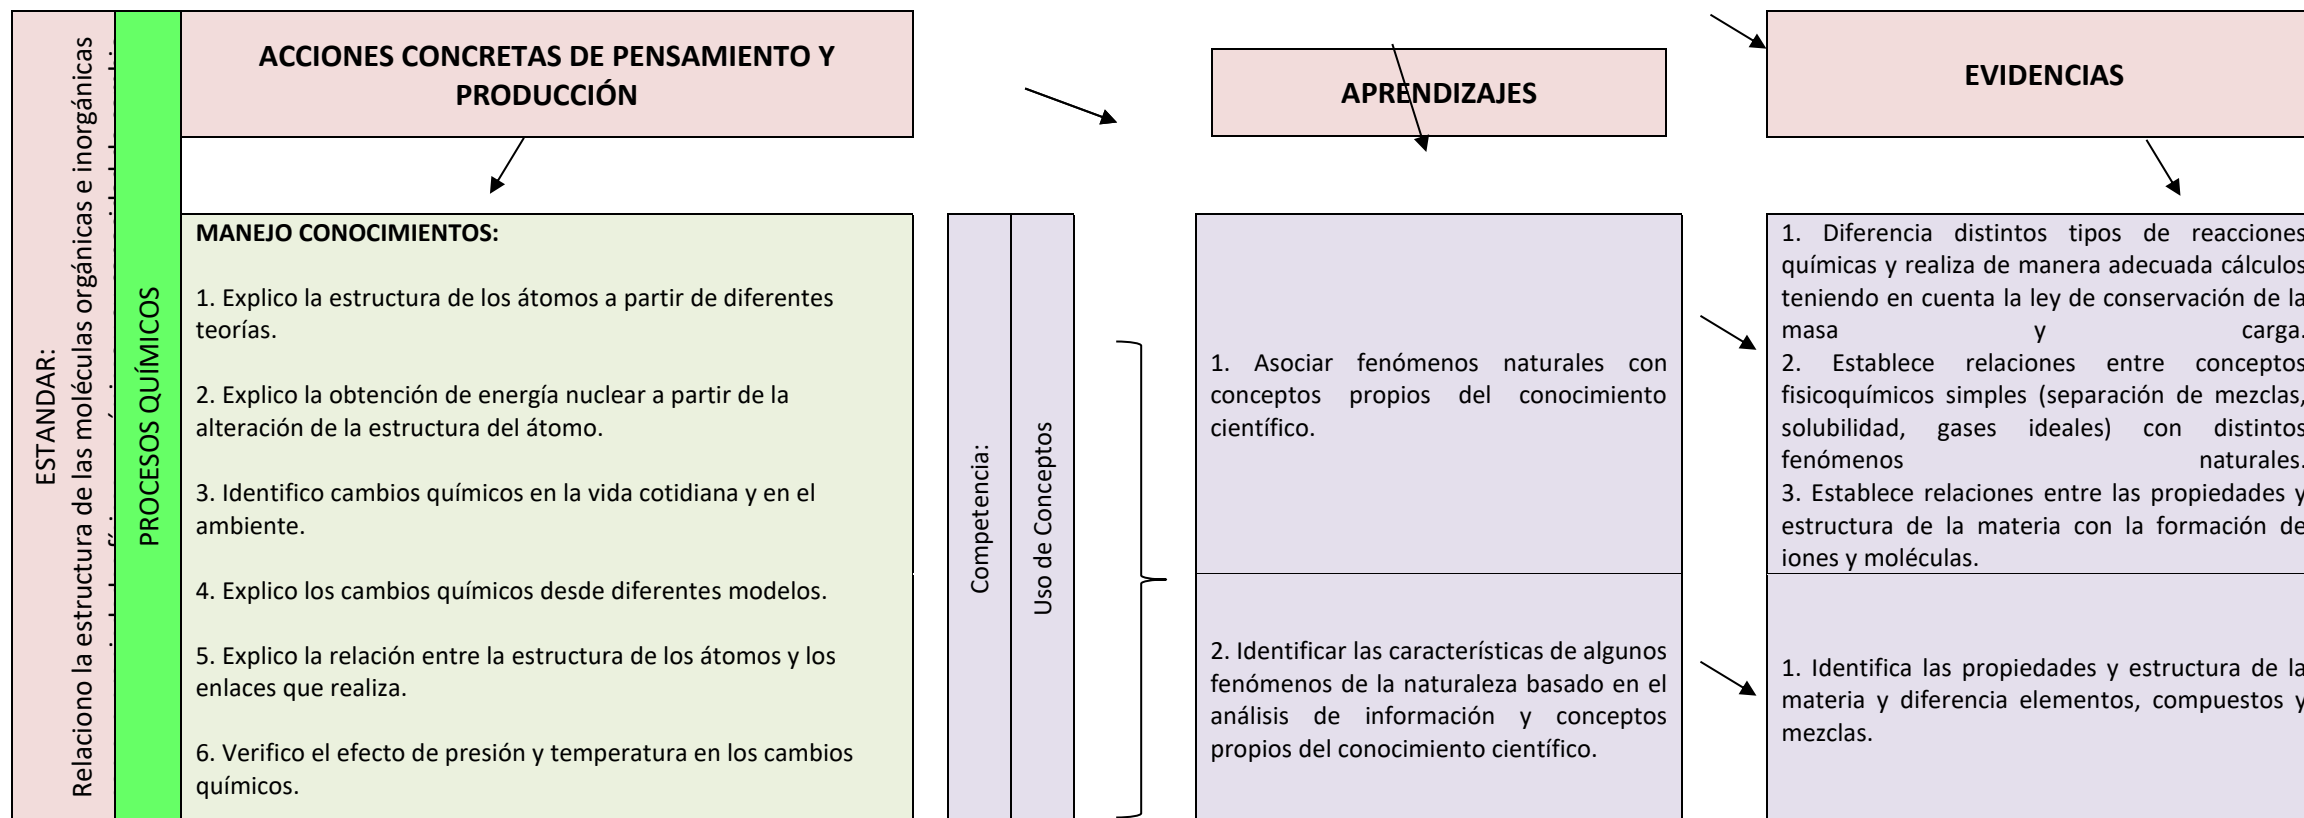 ESTANDAR:
Relaciono la estructura de las moléculas orgánicas e inorgánicas
PROCESOS QUÍMICOS
ACCIONES CONCRETAS DE PENSAMIENTO Y
PRODUCCIÓN
MANEJO CONOCIMIENTOS:
1. Explico la estructura de los átomos a partir de diferentes
teorías.
2. Explico la obtención de energía nuclear a partir de la
alteración de la estructura del átomo.
3. Identifico cambios químicos en la vida cotidiana y en el
ambiente.
4. Explico los cambios químicos desde diferentes modelos.
5. Explico la relación entre la estructura de los átomos y los
enlaces que realiza.
6. Verifico el efecto de presión y temperatura en los cambios
químicos.
Competencia:
Uso de Conceptos
APRENDIZAJES
1. Asociar fenómenos naturales con
conceptos propios del conocimiento
científico.
2. Identificar las características de algunos
fenómenos de la naturaleza basado en el
análisis de información y conceptos
propios del conocimiento científico.
EVIDENCIAS
1. Diferencia distintos tipos de reacciones
químicas y realiza de manera adecuada cálculos
teniendo en cuenta la ley de conservación de la
masa y carga.
2. Establece relaciones entre conceptos
fisicoquímicos simples (separación de mezclas,
solubilidad, gases ideales) con distintos
fenómenos naturales.
3. Establece relaciones entre las propiedades y
estructura de la materia con la formación de
iones y moléculas.
1. Identifica las propiedades y estructura de la
materia y diferencia elementos, compuestos y
mezclas.